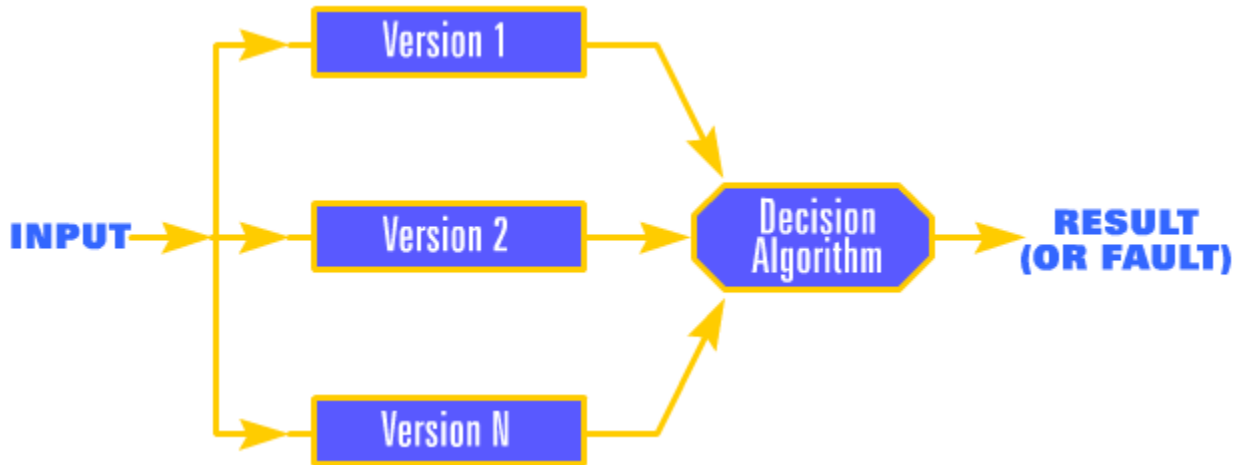 Version 1
INPUT
Version 2
Decision
Algorithm
RESULT
(OR FAULT)
Version N